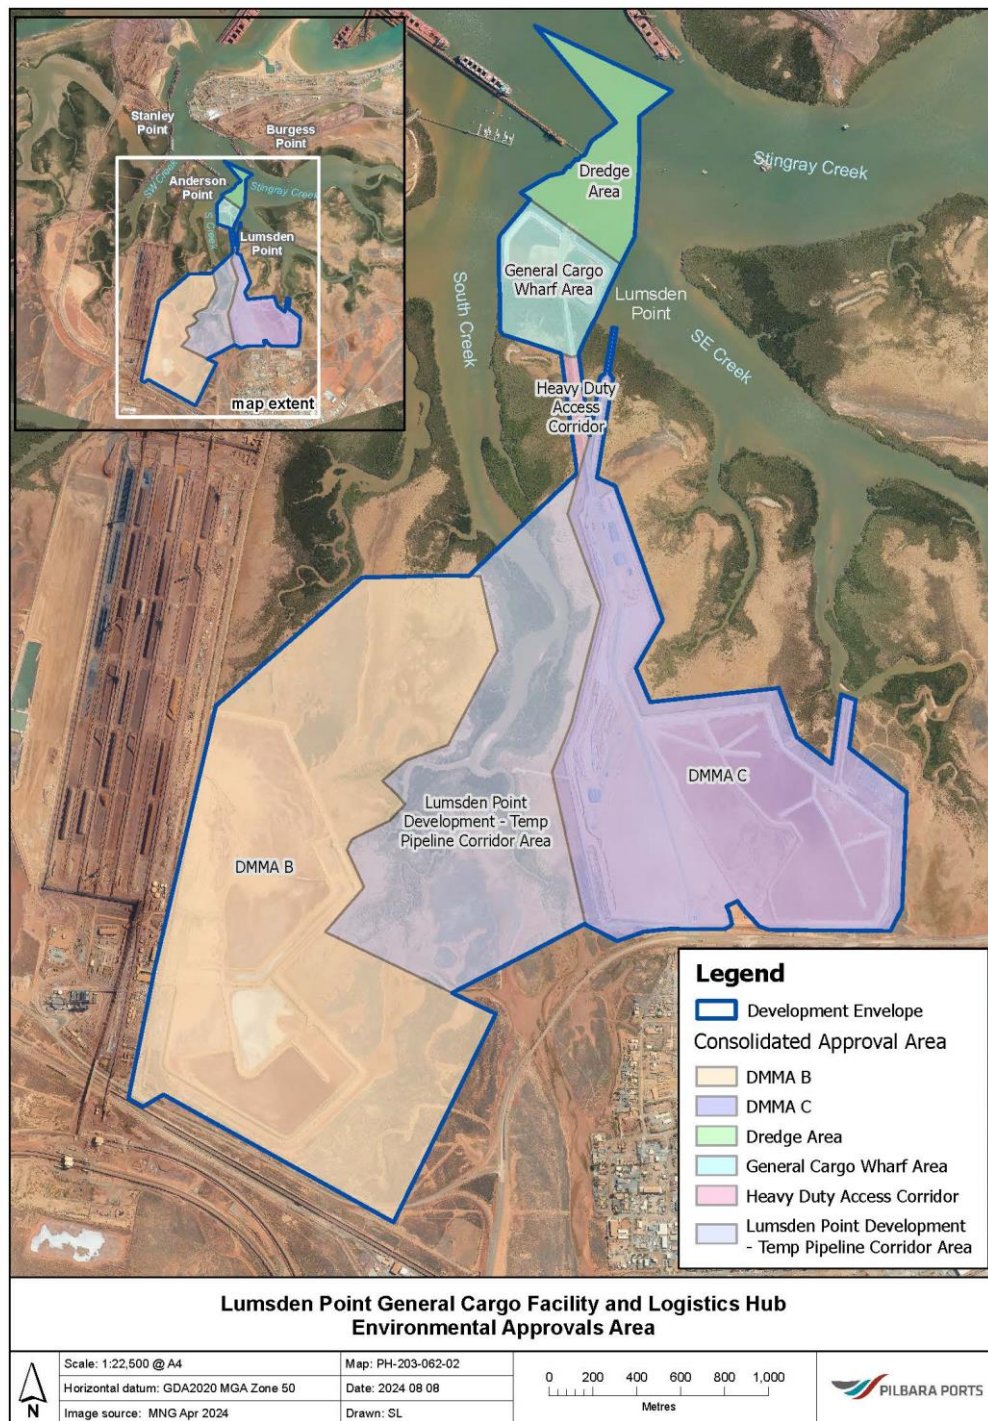 Stanley
Point
Burgess
Point
SW Creek
Anderson
Point
Stingray Creek
S Creek
Lumsden
Point
map extent
Dredge
Area
Stingray Creek
General Cargo
Wharf Area
South Creek
Lumsden
Point
SE Creek
Heavy Duty
Access
Corridor
DMMA C
Lumsden Point
Development - Temp
Pipeline Corridor Area
DMMA B
Legend
Development Envelope
Consolidated Approval Area
DMMA B
DMMA C
Dredge Area
General Cargo Wharf Area
Heavy Duty Access Corridor
Lumsden Point Development
- Temp Pipeline Corridor Area
Lumsden Point General Cargo Facility and Logistics Hub
Environmental Approvals Area
N
Scale: 1:22,500 @ A4
Horizontal datum: GDA2020 MGA Zone 50
Image source: MNG Apr 2024
Map: PH-203-062-02
Date: 2024 08 08
Drawn: SL
0 200 400 600 800 1,000
Metres
PILBARA PORTS